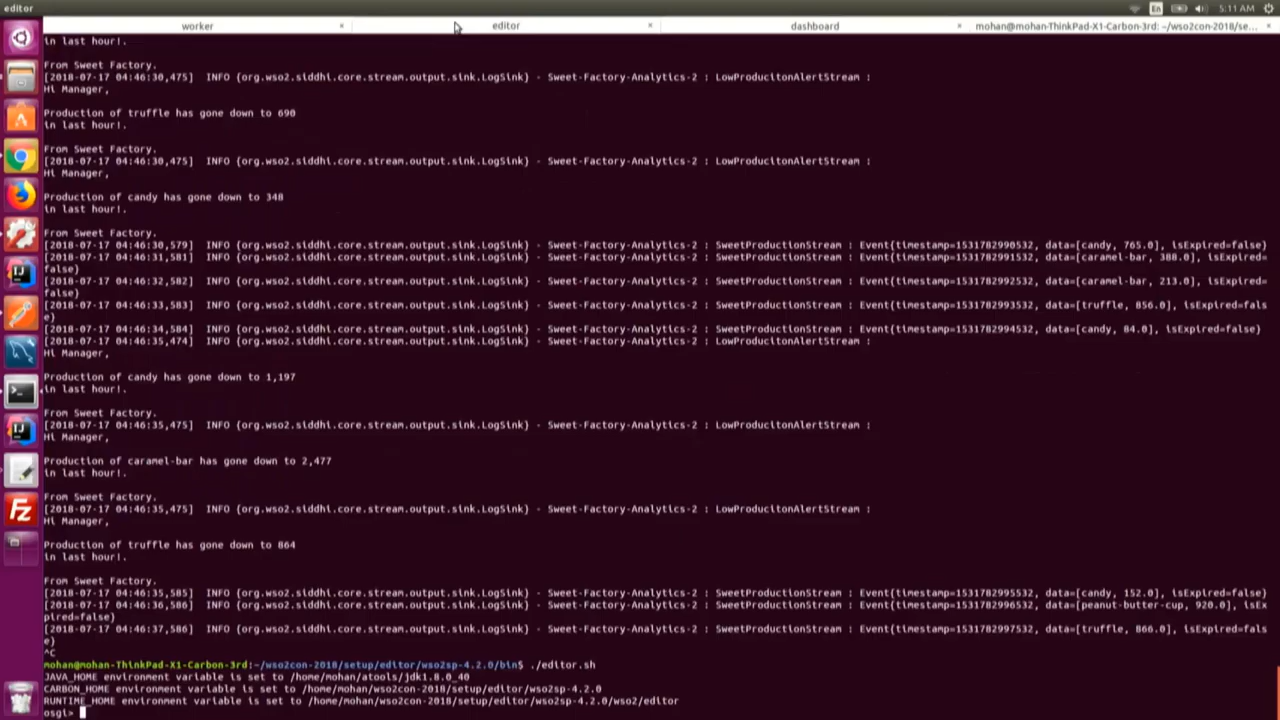 editor
En
5:11 AM
worker
editor
dashboard
mohan@mohan-ThinkPad-X1-Carbon-3rd: ~/wso2con-2018/se...
in last hour!.
From Sweet Factory.
[2018-07-17 04:46:30,475]  INFO {org.wso2.siddhi.core.stream.output.sink.LogSink} - Sweet-Factory-Analytics-2 : LowProducitonAlertStream :
Hi Manager,
Production of truffle has gone down to 690
in last hour!.
From Sweet Factory.
[2018-07-17 04:46:30,475]  INFO {org.wso2.siddhi.core.stream.output.sink.LogSink} - Sweet-Factory-Analytics-2 : LowProducitonAlertStream :
Hi Manager,
Production of candy has gone down to 348
in last hour!.
From Sweet Factory.
[2018-07-17 04:46:30,579]  INFO {org.wso2.siddhi.core.stream.output.sink.LogSink} - Sweet-Factory-Analytics-2 : SweetProductionStream : Event{timestamp=1531782990532, data=[candy, 765.0], isExpired=false}
[2018-07-17 04:46:31,581]  INFO {org.wso2.siddhi.core.stream.output.sink.LogSink} - Sweet-Factory-Analytics-2 : SweetProductionStream : Event{timestamp=1531782991532, data=[caramel-bar, 388.0], isExpired=
false}
[2018-07-17 04:46:32,582]  INFO {org.wso2.siddhi.core.stream.output.sink.LogSink} - Sweet-Factory-Analytics-2 : SweetProductionStream : Event{timestamp=1531782992532, data=[caramel-bar, 213.0], isExpired=
false}
[2018-07-17 04:46:33,583]  INFO {org.wso2.siddhi.core.stream.output.sink.LogSink} - Sweet-Factory-Analytics-2 : SweetProductionStream : Event{timestamp=1531782993532, data=[truffle, 856.0], isExpired=fals
e}
[2018-07-17 04:46:34,584]  INFO {org.wso2.siddhi.core.stream.output.sink.LogSink} - Sweet-Factory-Analytics-2 : SweetProductionStream : Event{timestamp=1531782994532, data=[candy, 84.0], isExpired=false}
[2018-07-17 04:46:35,474]  INFO {org.wso2.siddhi.core.stream.output.sink.LogSink} - Sweet-Factory-Analytics-2 : LowProducitonAlertStream :
Hi Manager,
Production of candy has gone down to 1,197
in last hour!.
From Sweet Factory.
[2018-07-17 04:46:35,475]  INFO {org.wso2.siddhi.core.stream.output.sink.LogSink} - Sweet-Factory-Analytics-2 : LowProducitonAlertStream :
Hi Manager,
Production of caramel-bar has gone down to 2,477
in last hour!.
From Sweet Factory.
[2018-07-17 04:46:35,475]  INFO {org.wso2.siddhi.core.stream.output.sink.LogSink} - Sweet-Factory-Analytics-2 : LowProducitonAlertStream :
Hi Manager,
Production of truffle has gone down to 864
in last hour!.
From Sweet Factory.
[2018-07-17 04:46:35,585]  INFO {org.wso2.siddhi.core.stream.output.sink.LogSink} - Sweet-Factory-Analytics-2 : SweetProductionStream : Event{timestamp=1531782995532, data=[candy, 152.0], isExpired=false}
[2018-07-17 04:46:36,586]  INFO {org.wso2.siddhi.core.stream.output.sink.LogSink} - Sweet-Factory-Analytics-2 : SweetProductionStream : Event{timestamp=1531782996532, data=[peanut-butter-cup, 920.0], isEx
pired=false}
[2018-07-17 04:46:37,586]  INFO {org.wso2.siddhi.core.stream.output.sink.LogSink} - Sweet-Factory-Analytics-2 : SweetProductionStream : Event{timestamp=1531782997532, data=[truffle, 866.0], isExpired=fals
e}
^C
mohan@mohan-ThinkPad-X1-Carbon-3rd:~/wso2con-2018/setup/editor/wso2sp-4.2.0/bin$ ./editor.sh
JAVA_HOME environment variable is set to /home/mohan/atools/jdk1.8.0_40
CARBON_HOME environment variable is set to /home/mohan/wso2con-2018/setup/editor/wso2sp-4.2.0
RUNTIME_HOME environment variable is set to /home/mohan/wso2con-2018/setup/editor/wso2sp-4.2.0/wso2/editor
osgi>